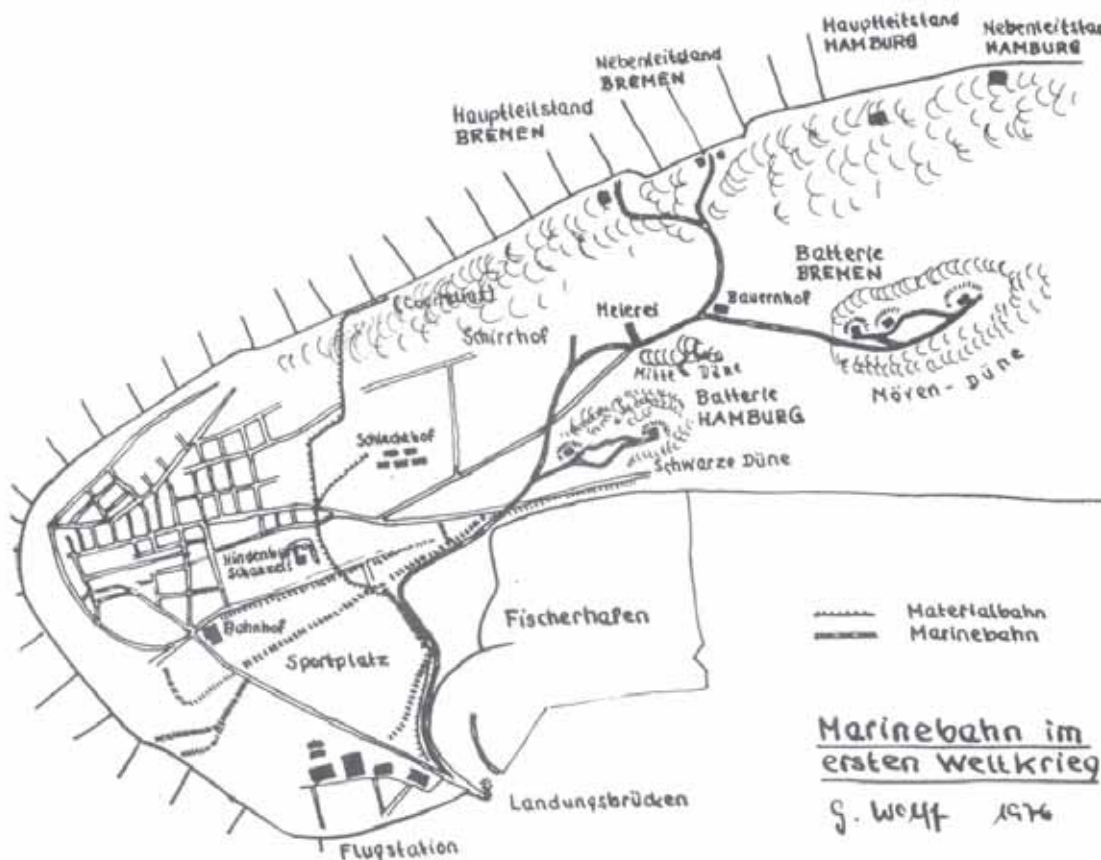 Hauptleitstand
HAMBURG
Nebenleitstan
HAMBURG
Nebenleitstand
BREMEN
Hauptleitstand
BREMEN
Batterie
BREMEN
Bauernhof
Meierei
Schirrhof
Mitte Düne
Möven - Düne
Batterie
HAMBURG
Schlachthof
Schwarze Düne
Bahnhof
Sportplatz
Fischerhafen
Materialbahn
Marinebahn
Marinebahn im
ersten Weltkrieg
G. Wolff 1976
Landungsbrücken
Flugstation